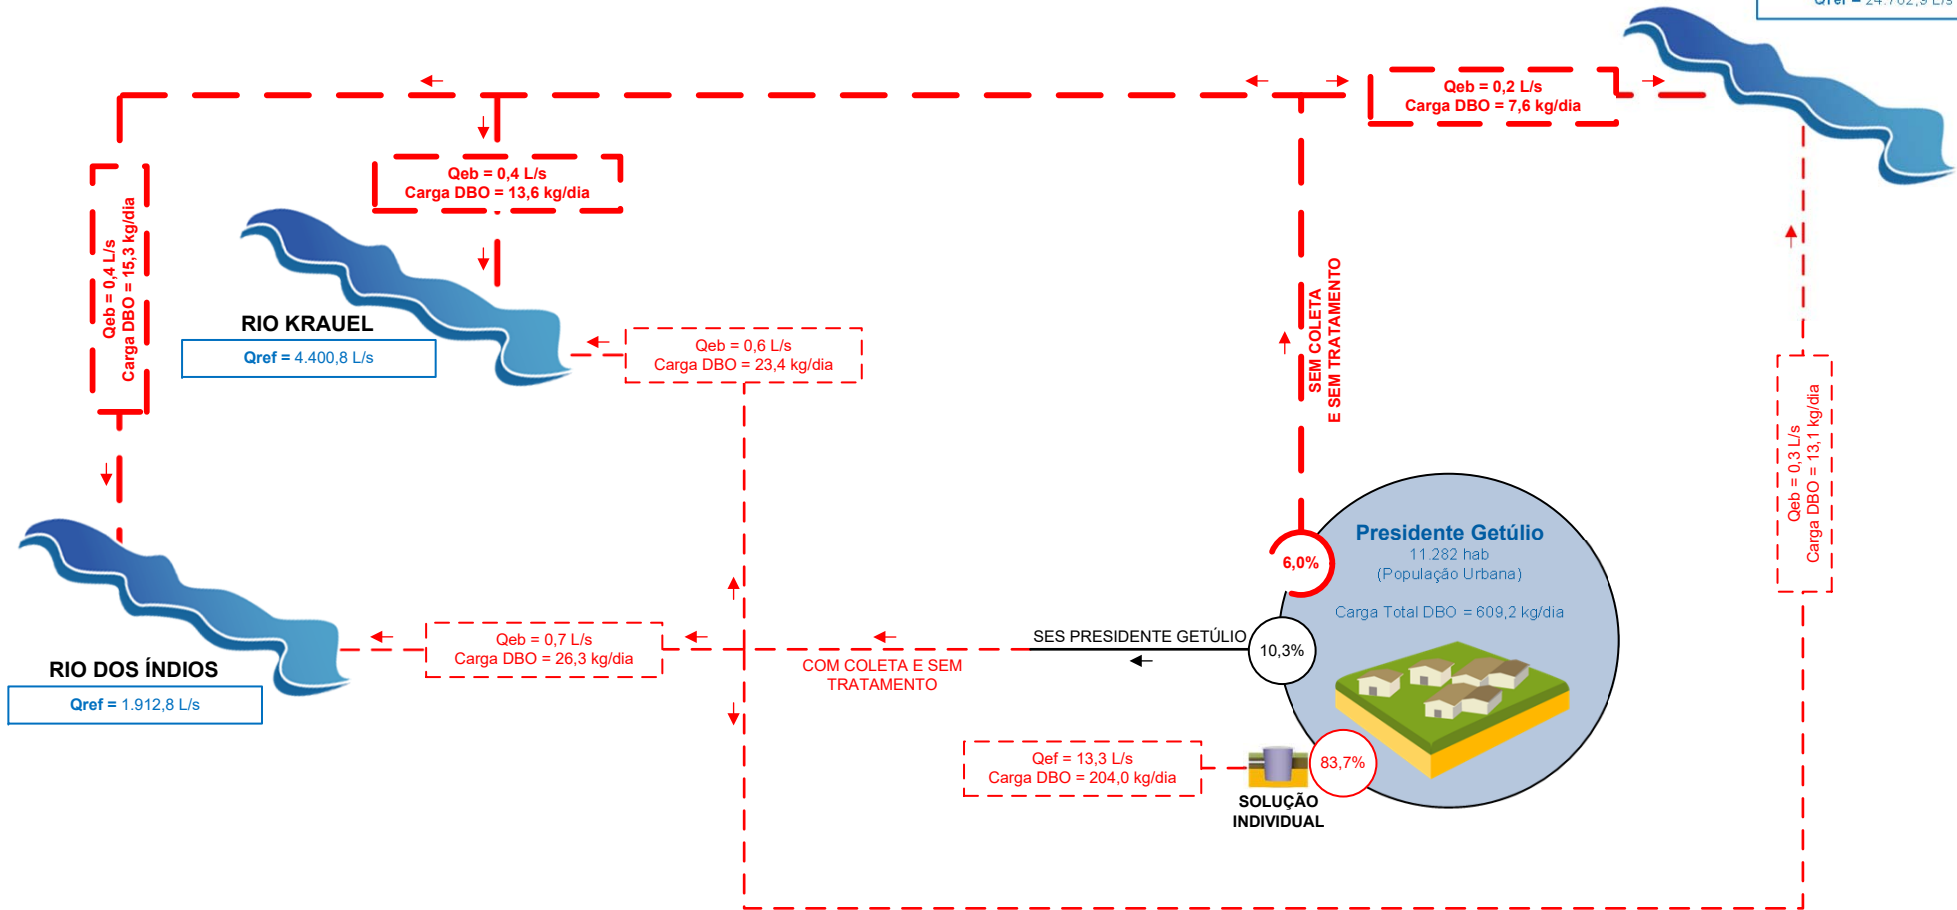 Qref = 24.762,9 L/s
Qeb = 0,2 L/s
Carga DBO = 7,6 kg/dia
Qeb = 0,4 L/s
Carga DBO = 13,6 kg/dia
Qeb = 0,4 L/s
Carga DBO = 15,3 kg/dia
RIO KRAUEL
Qref = 4.400,8 L/s
Qeb = 0,6 L/s
Carga DBO = 23,4 kg/dia
SEM COLETA
E SEM TRATAMENTO
Qeb = 0,3 L/s
Carga DBO = 13,1 kg/dia
6,0%
Presidente Getúlio
11.282 hab
(População Urbana)
Carga Total DBO = 609,2 kg/dia
SES PRESIDENTE GETÚLIO
10,3%
Qeb = 0,7 L/s
Carga DBO = 26,3 kg/dia
COM COLETA E SEM
TRATAMENTO
RIO DOS ÍNDIOS
Qref = 1.912,8 L/s
Qef = 13,3 L/s
Carga DBO = 204,0 kg/dia
83,7%
SOLUÇÃO
INDIVIDUAL